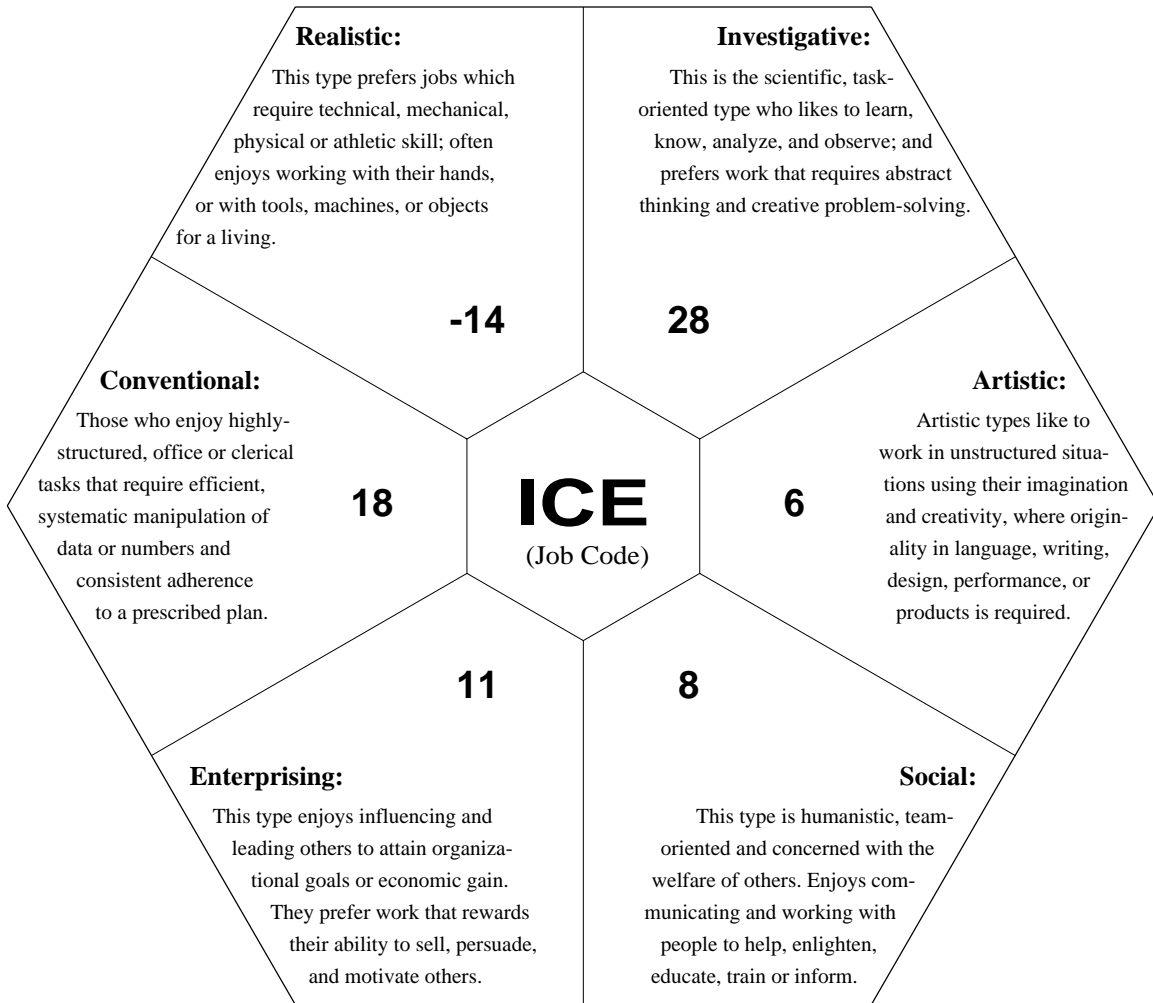 Realistic:
This type prefers jobs which
require technical, mechanical,
physical or athletic skill; often
enjoys working with their hands,
or with tools, machines, or objects
for a living.
-14
Investigative:
This is the scientific, task-
oriented type who likes to learn,
know, analyze, and observe; and
prefers work that requires abstract
thinking and creative problem-solving.
28
Conventional:
Those who enjoy highly-
structured, office or clerical
tasks that require efficient,
systematic manipulation of
data or numbers and
consistent adherence
to a prescribed plan.
18
ICE
(Job Code)
Artistic:
Artistic types like to
work in unstructured situa-
tions using their imagination
and creativity, where origin-
ality in language, writing,
design, performance, or
products is required.
6
11
Enterprising:
This type enjoys influencing and
leading others to attain organiza-
tional goals or economic gain.
They prefer work that rewards
their ability to sell, persuade,
and motivate others.
8
Social:
This type is humanistic, team-
oriented and concerned with the
welfare of others. Enjoys com-
municating and working with
people to help, enlighten,
educate, train or inform.